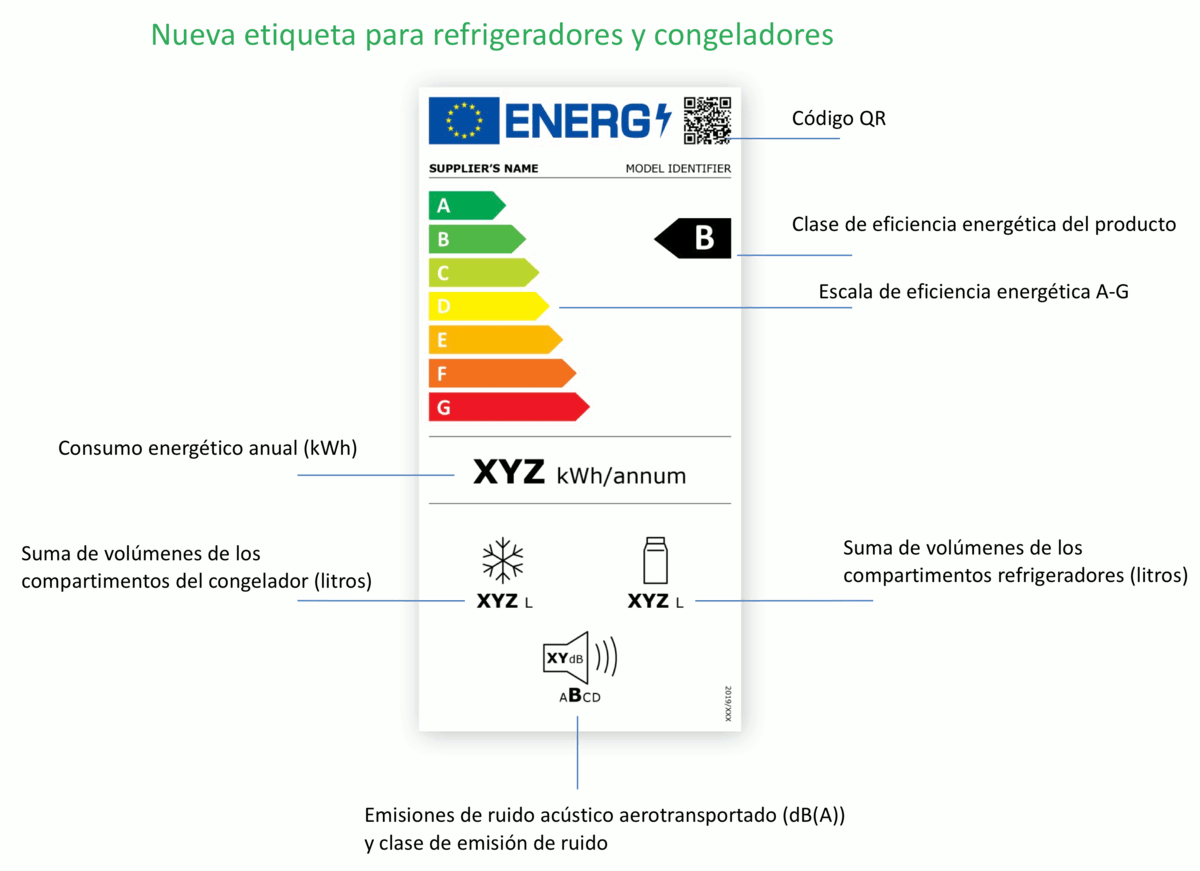 Nueva etiqueta para refrigeradores y congeladores
ENERG
Código QR
SUPPLIER'S NAME
MODEL IDENTIFIER
A
B
B
Clase de eficiencia energética del producto
C
Escala de eficiencia energética A-G
D
E
F
G
Consumo energético anual (kWh)
XYZ kWh/annum
Suma de volúmenes de los
compartimentos del congelador (litros)
Suma de volúmenes de los
compartimentos refrigeradores (litros)
XYZ L
XYZ L
XYdB
ABCD
2019/XXX
Emisiones de ruido acústico aerotransportado (dB(A))
y clase de emisión de ruido